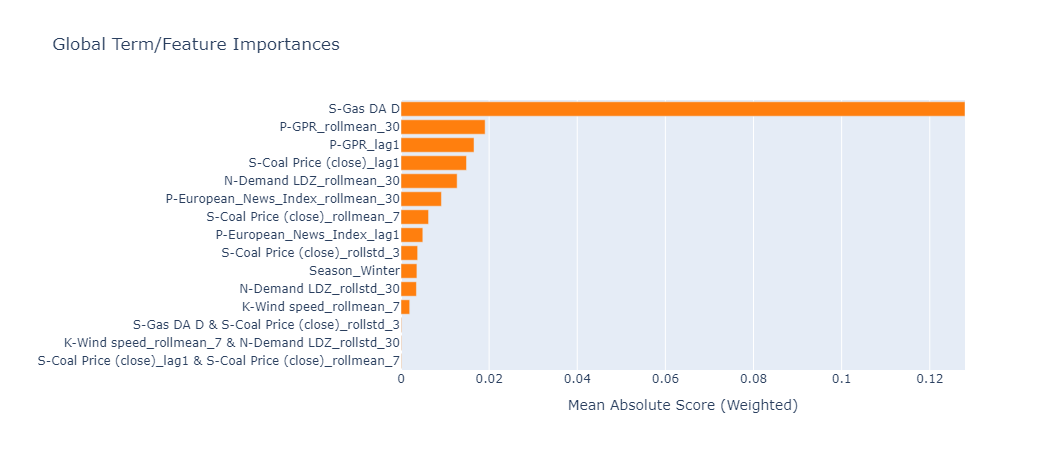 Global Term/Feature Importances
S-Gas DA D
P-GPR_rollmean_30
P-GPR_lag1
S-Coal Price (close)_lag1
N-Demand LDZ_rollmean_30
P-European_News_Index_rollmean_30
S-Coal Price (close)_rollmean_7
P-European_News_Index_lag1
S-Coal Price (close)_rollstd_3
Season_Winter
N-Demand LDZ_rollstd_30
K-Wind speed_rollmean_7
S-Gas DA D & S-Coal Price (close)_rollstd_3
K-Wind speed_rollmean_7 & N-Demand LDZ_rollstd_30
S-Coal Price (close)_lag1 & S-Coal Price (close)_rollmean_7
0 0.02 0.04 0.06 0.08 0.1 0.12
Mean Absolute Score (Weighted)